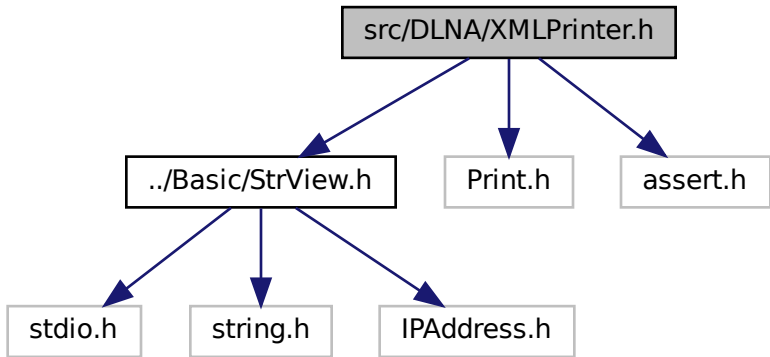 src/DLNA/XMLPrinter.h
../Basic/StrView.h
Print.h
assert.h
stdio.h
string.h
IPAddress.h